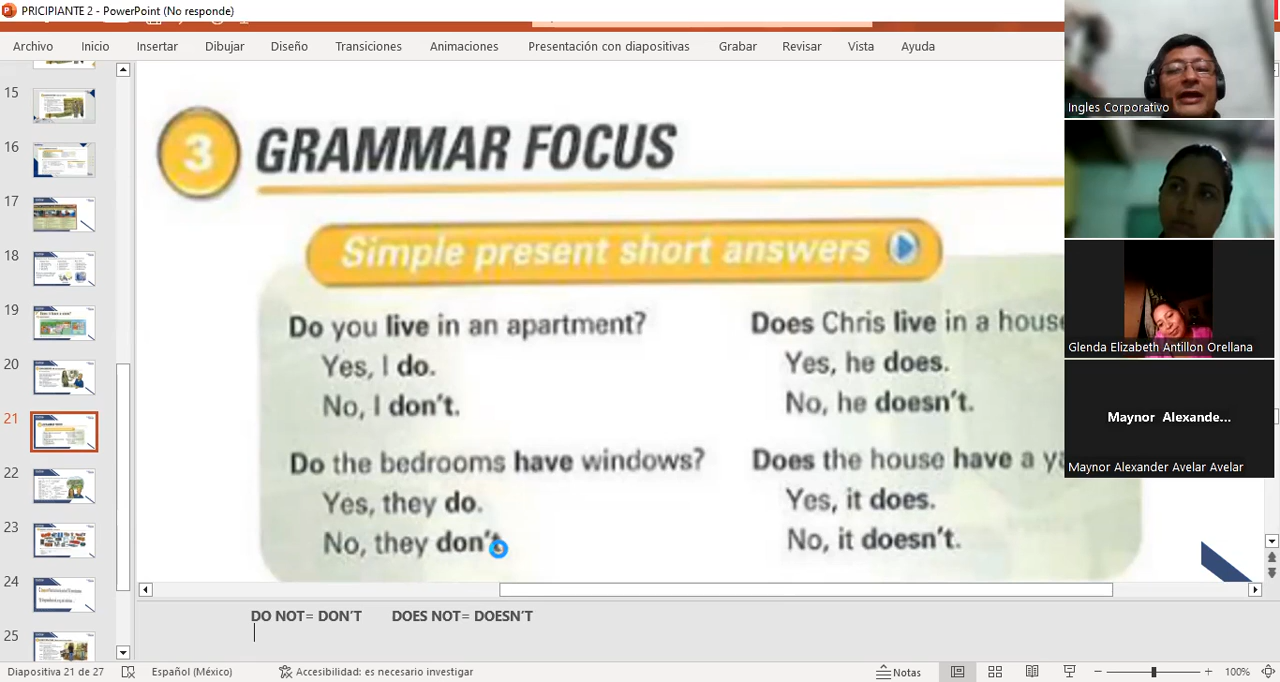 PRICIPIANTE 2 - PowerPoint (No responde)
Archivo Inicio Insertar Dibujar Diseño Transiciones Animaciones Presentación con diapositivas Grabar Revisar Vista Ayuda
15
16
17
18
19
20
21
22
23
24
25
3 GRAMMAR FOCUS
Simple present short answers
Do you live in an apartment?
Yes, I do.
No, I don't.
Do the bedrooms have windows?
Yes, they do.
No, they don't
Does Chris live in a house
Yes, he does.
No, he doesn't.
Does the house have a ya
Yes, it does.
No, it doesn't.
DO NOT= DON'T DOES NOT= DOESN'T
Ingles Corporativo
Glenda Elizabeth Antillon Orellana
Maynor Alexande...
Maynor Alexander Avelar Avelar
Diapositiva 21 de 27 Español (México) Accesibilidad: es necesario investigar Notas 100%